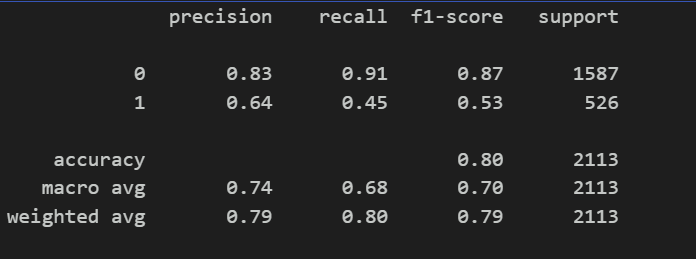 precision recall f1-score support
0 0.83 0.91 0.87 1587
1 0.64 0.45 0.53 526
accuracy 0.80 2113
macro avg 0.74 0.68 0.70 2113
weighted avg 0.79 0.80 0.79 2113